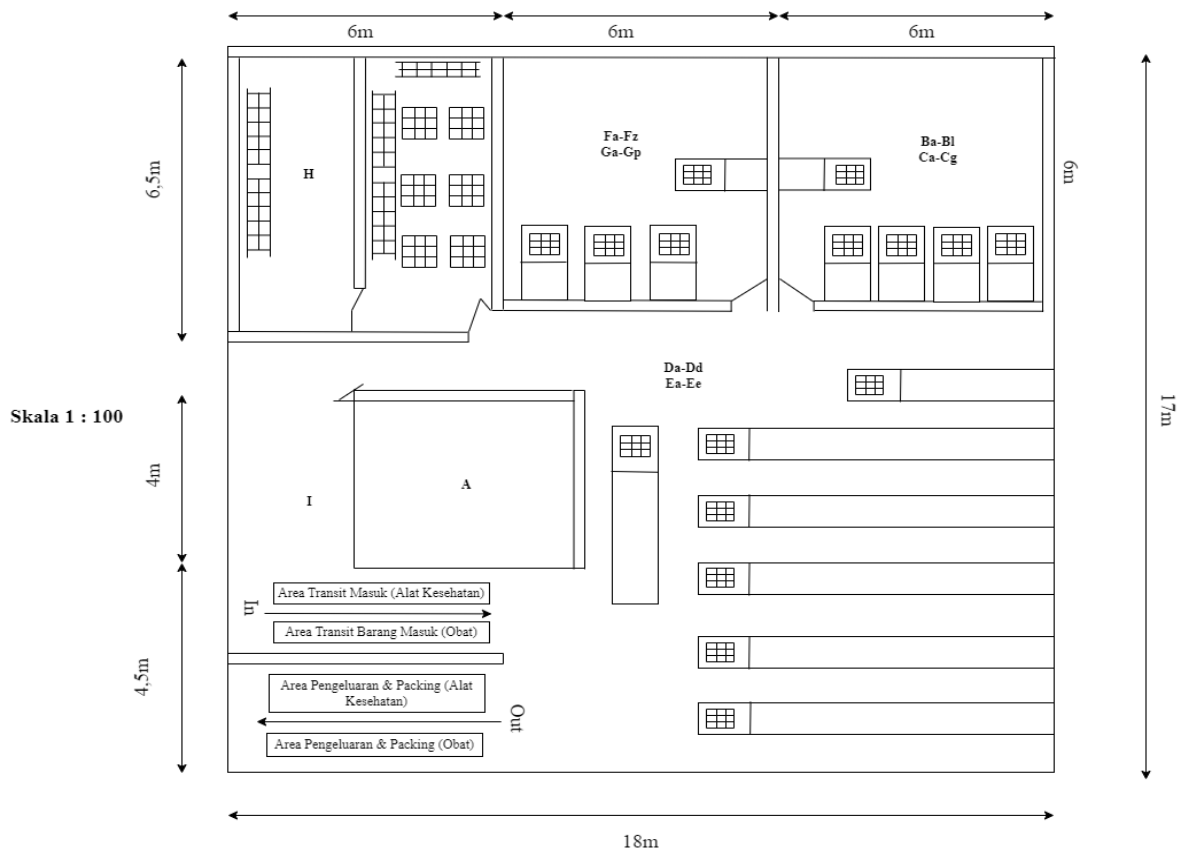 6m
6m
6m
Fa-Fz
Ga-Gp
Ba-Bl
Ca-Cg
6,5m
H
6m
Da-Dd
Ea-Ee
Skala 1 : 100
17m
4m
I
A
Area Transit Masuk (Alat Kesehatan)
In
Area Transit Barang Masuk (Obat)
4,5m
Area Pengeluran & Packing (Alat
Kesehatan)
Out
Area Pengeluran & Packing (Obat)
18m